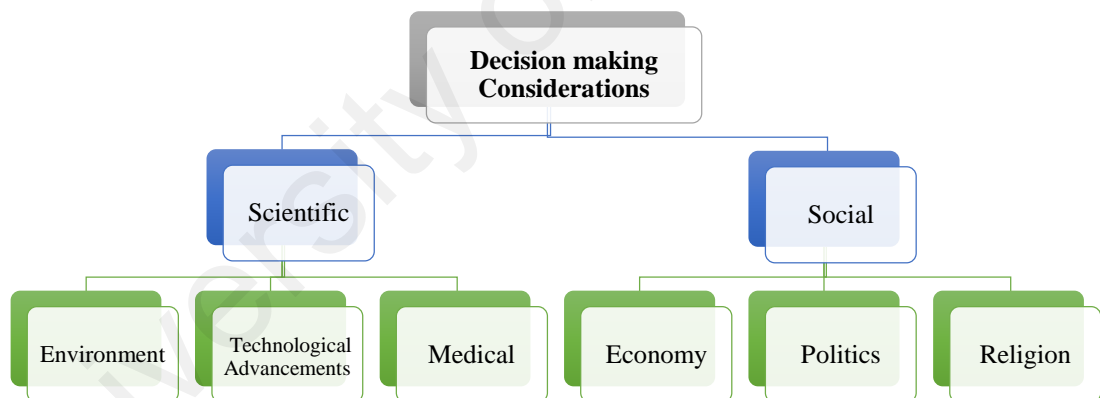 Decision making
Considerations
Scientific
Social
Environment
Technological
Advancements
Medical
Economy
Politics
Religion